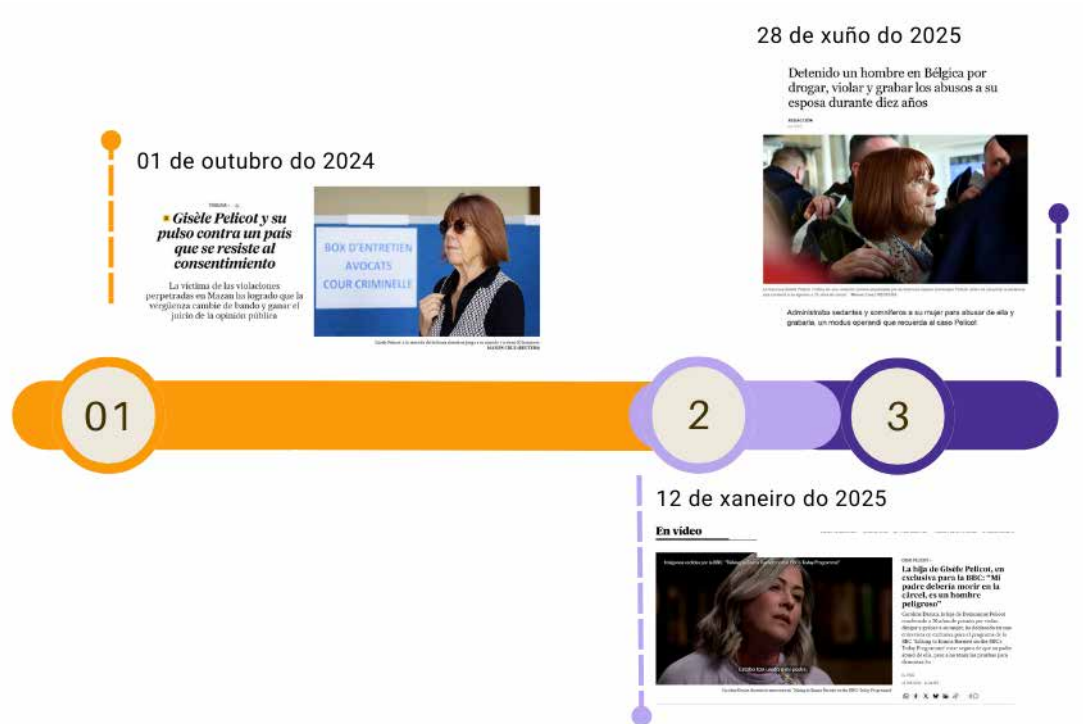 28 de xuño do 2025
Detenido un hombre en Bélgica por
drogar, violar y grabar los abusos a su
esposa durante diez años
REDACCIÓN
01 de outubro do 2024
TRIBUNA
Gisèle Pelicot y su
pulso contra un país
que se resiste al
consentimiento
La víctima de las violaciones
perpetradas en Mazan ha logrado que la
vergüenza cambie de bando y ganar el
juicio de la opinión pública
BOX D'ENTRETIEN
AVOCATS
COUR CRIMINELLE
Administraba sedantes y somníferos a su mujer para abusar de ella y
grabarla, un modus operandi que recuerda al caso Pelicot
01
2
3
12 de xaneiro do 2025
En vídeo
La hija de Gisèle Pelicot, en
exclusiva para la BBC: “Mi
padre debería morir en la
cárcel, es un hombre
peligroso”